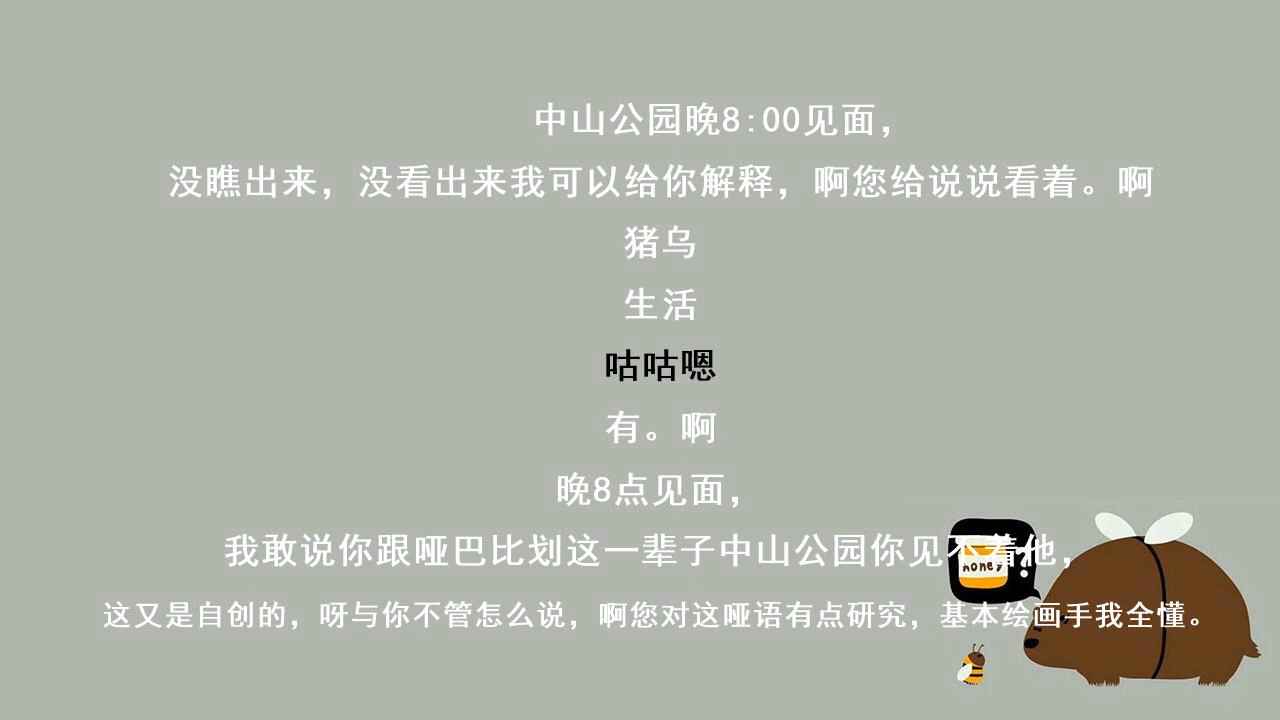 中山公园晚8:00见面，
没瞧出来，没看出来我可以给你解释，啊您给说说看着。啊
猪乌
生活
咕咕嗯
有。啊
晚8点见面，
我敢说你跟哑巴比划这一辈子中山公园你见不着他，
honey ?
这又是自创的，呀与你不管怎么说，啊您对这哑语有点研究，基本绘画手我全懂。